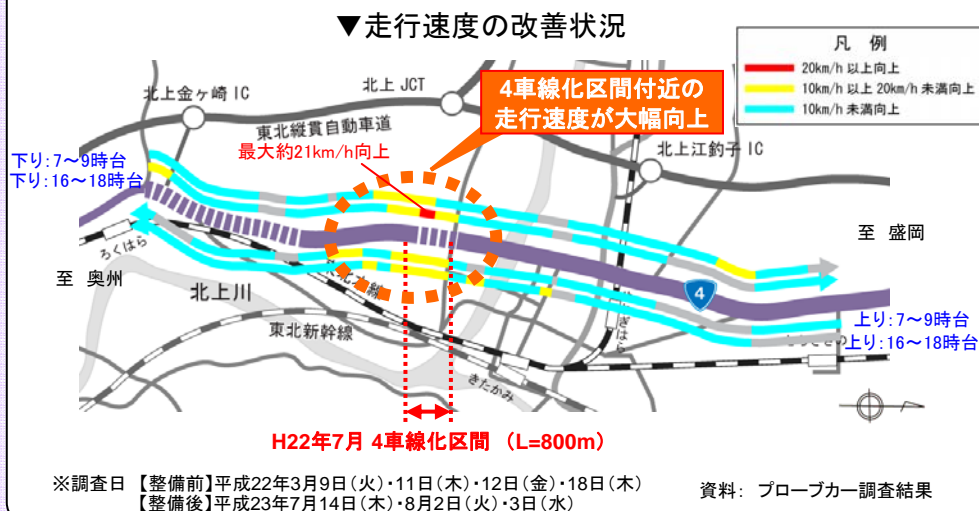 ▼走行速度の改善状況
凡 例
20km/h 以上向上
10km/h 以上 20km/h 未満向上
10km/h 未満向上
北上金ヶ崎 IC
北上 JCT
4車線化区間付近の
走行速度が大幅向上
東北縦貫自動車道
最大約21km/h向上
北上江釣子 IC
下り:7～9時台
下り:16～18時台
ろくはら
至 盛岡
至 奥州
北上川
東北本線
4
東北新幹線
上り:7～9時台
上り:16～18時台
きたかみ
H22年7月 4車線化区間 (L=800m)
※調査日 【整備前】平成22年3月9日(火)・11日(木)・12日(金)・18日(木)
【整備後】平成23年7月14日(木)・8月2日(火)・3日(水)
資料: プローブカー調査結果